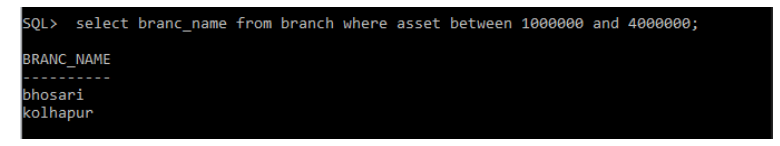 SQL>  select branc_name from branch where asset between 1000000 and 4000000;
BRANC_NAME
----------
bhosari
kolhapur